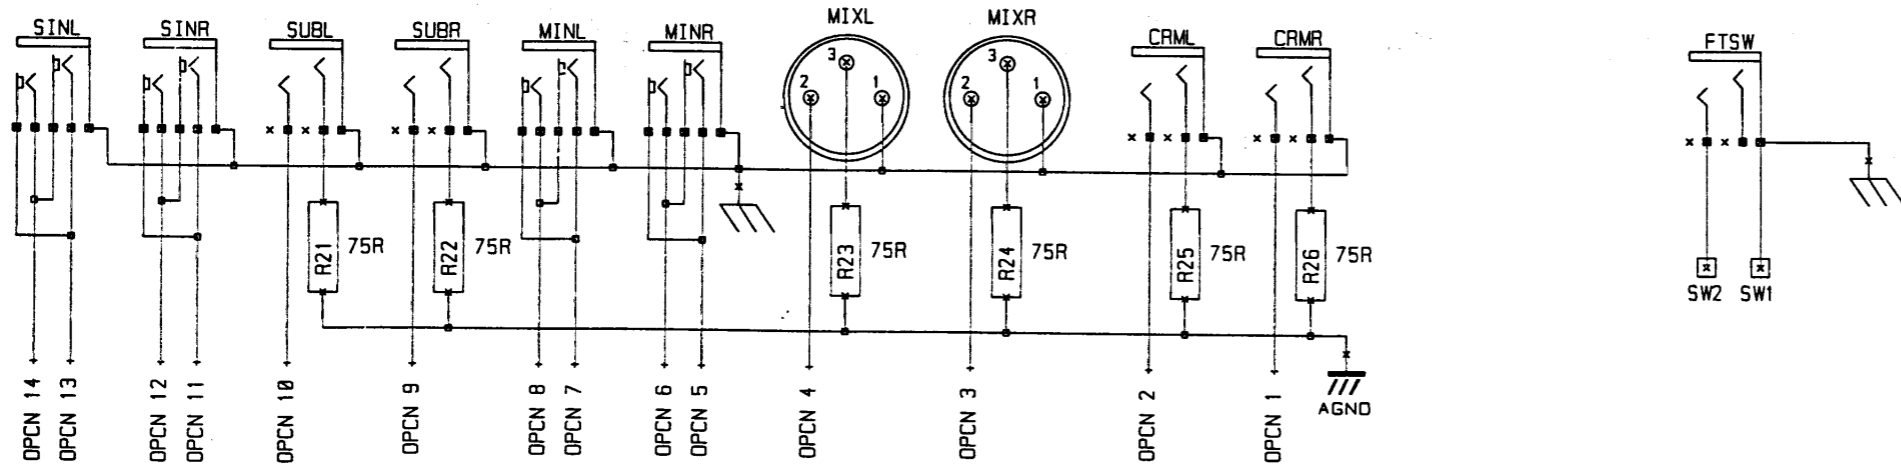 SINL
SINR
SUBL
SUBR
MINL
MINR
MIXL
MIXR
CRML
CRMR
FTSW
3
2
1
3
2
1
R21
75R
R22
75R
R23
75R
R24
75R
R25
75R
R26
75R
SW2
SW1
OPCN 14
OPCN 13
OPCN 12
OPCN 11
OPCN 10
OPCN 9
OPCN 8
OPCN 7
OPCN 6
OPCN 5
OPCN 4
OPCN 3
OPCN 2
OPCN 1
AGND